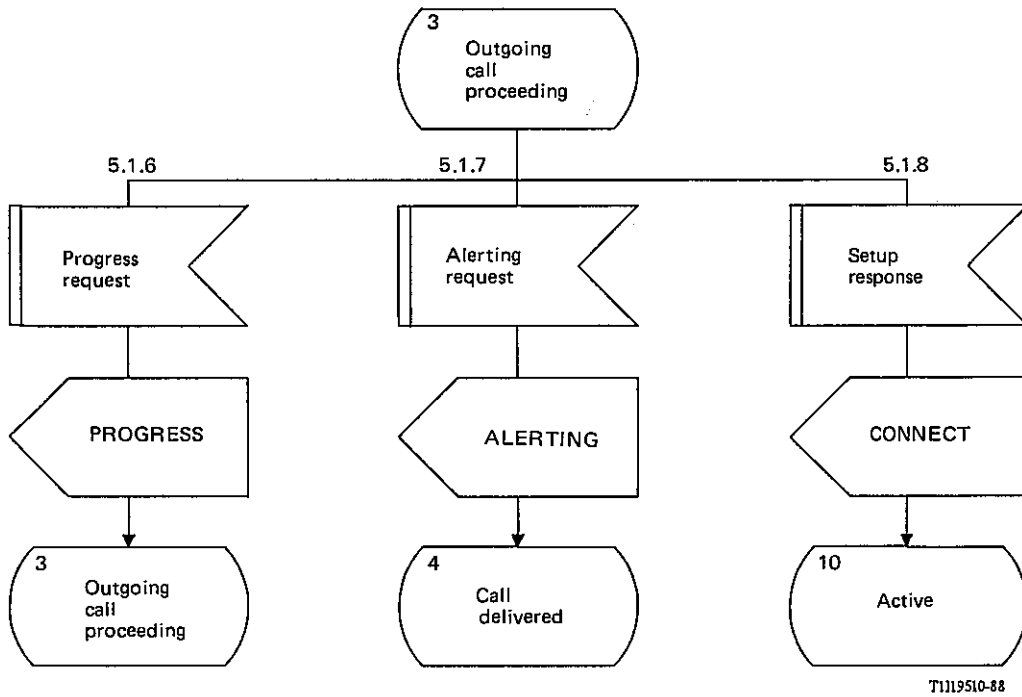 3
Outgoing
call
proceeding
5.1.6
5.1.7
5.1.8
Progress
request
Alerting
request
Setup
response
PROGRESS
ALERTING
CONNECT
3
Outgoing
call
proceeding
4
Call
delivered
10
Active
T1119510-88